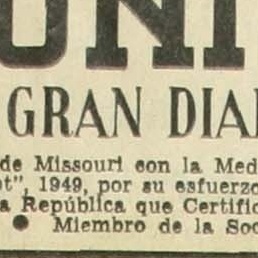 UNI
GRAN DIA
de Missouri con la Med
t", 1949, por su esfuerzo
a República que Certific
● Miembro de la Soc